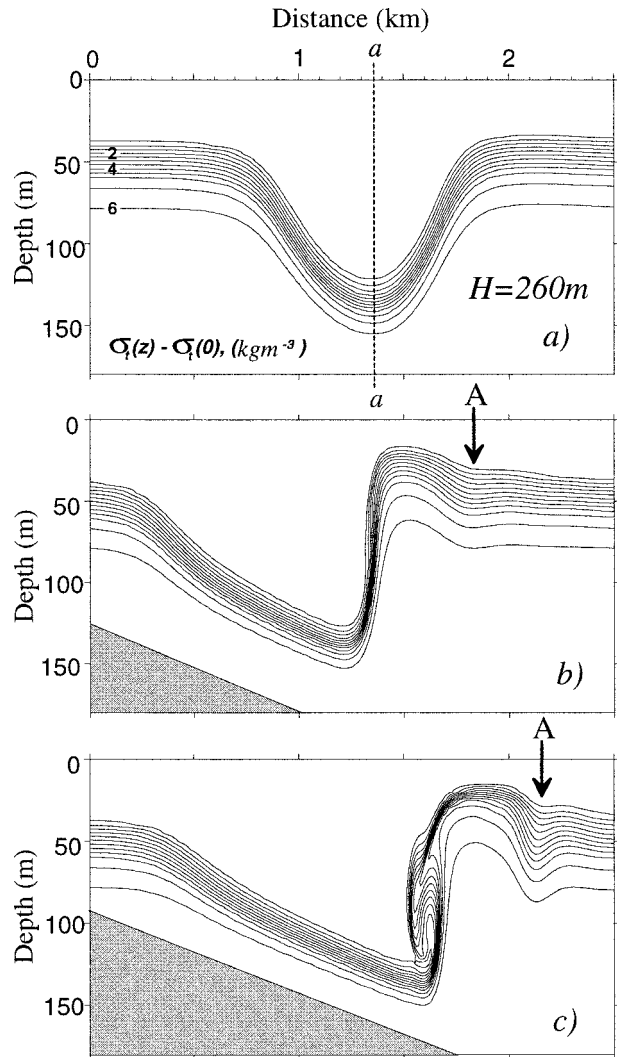 Distance (km)
a
0 1 2
0
50
100
150
Depth (m)
2
4
6
H=260m
σt(z) - σt(0), (kgm⁻³)
a)
a
A
0
50
100
150
Depth (m)
b)
A
0
50
100
150
Depth (m)
c)